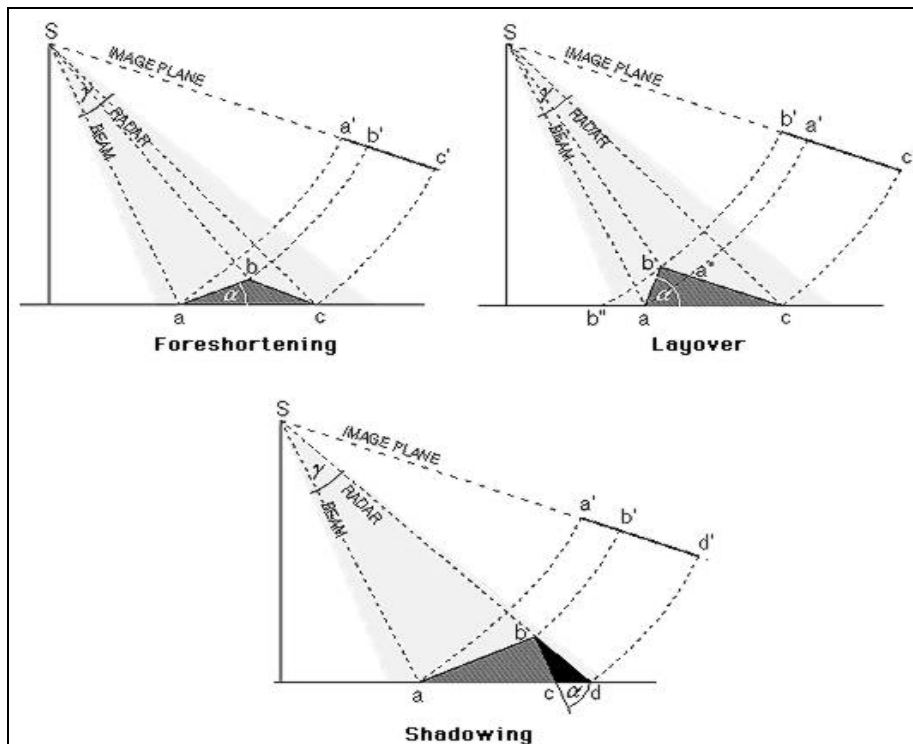 S
S
IMAGE PLANE
IMAGE PLANE
γ
RADAR
BEAM
a' b' c'
γ
RADAR
BEAM
b' a' c
b
α
a c
b a"
α
b" a c
Foreshortening
Layover
S
IMAGE PLANE
γ
RADAR
BEAM
a' b' d'
b
a c α d
Shadowing